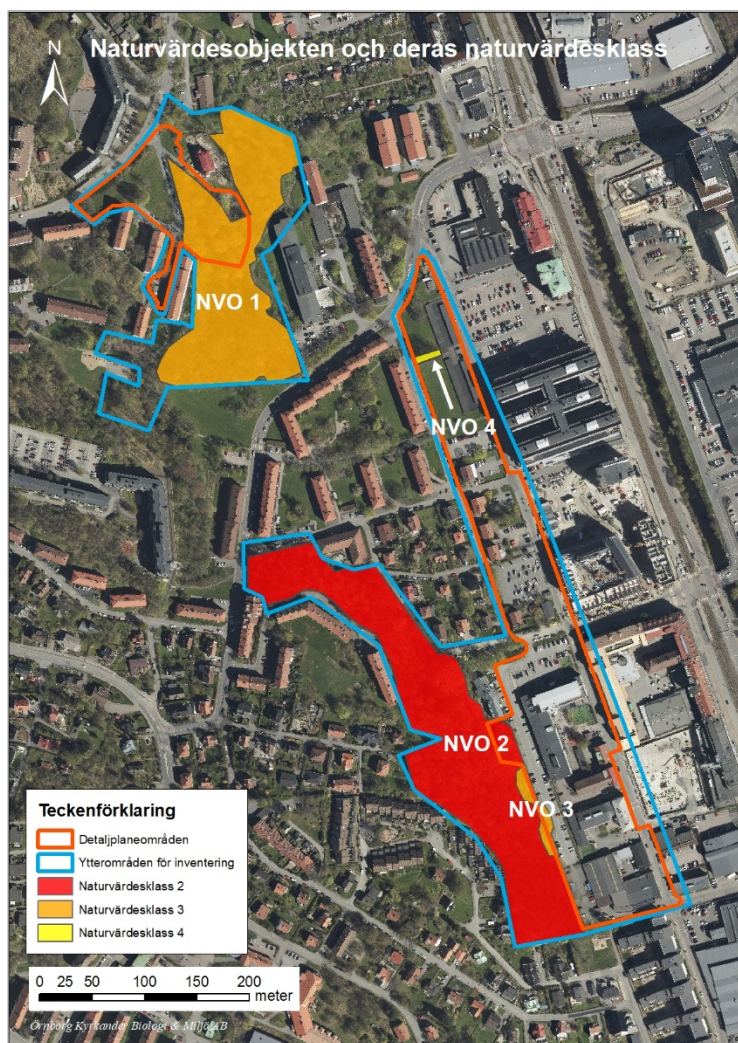 Naturvärdesobjekten och deras naturvärdesklass
N
NVO 1
NVO 4
NVO 2
NVO 3
Teckenförklaring
Detaljplaneområden
Ytterområden för inventering
Naturvärdesklass 2
Naturvärdesklass 3
Naturvärdesklass 4
0 25 50 100 150 200
meter
Örnborg Kyrkander Biologi & Miljö AB